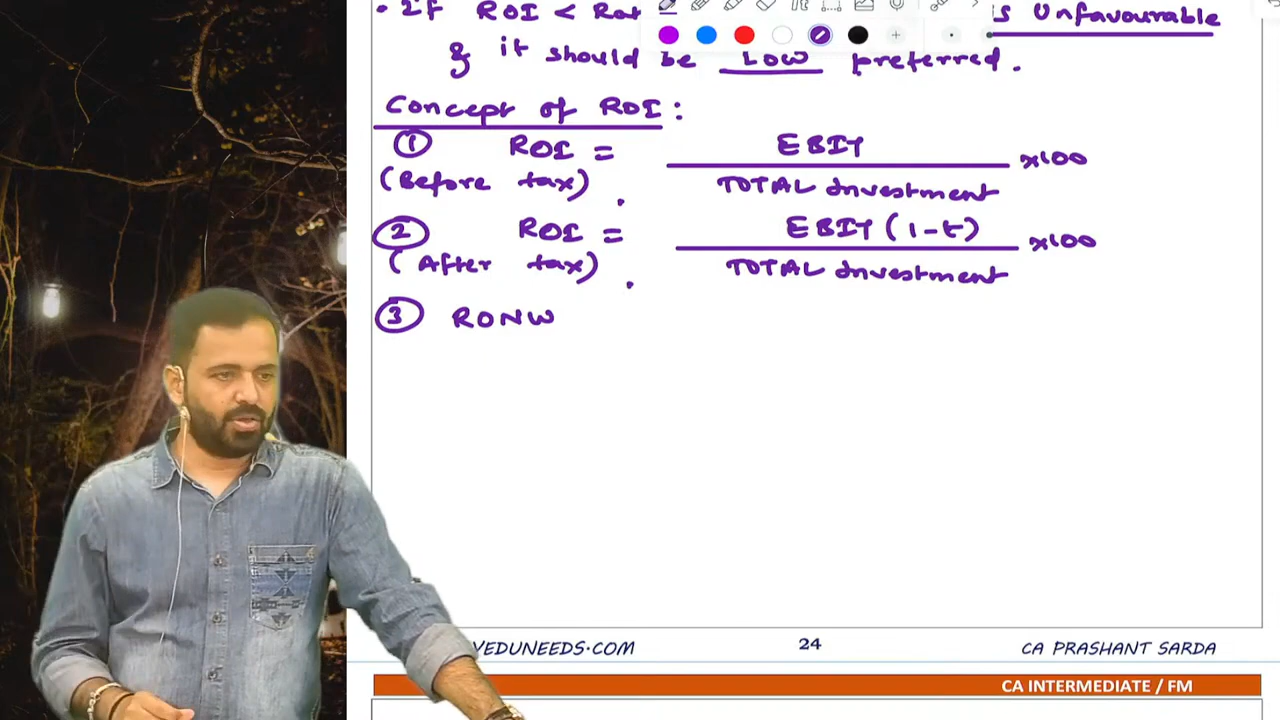 • If ROI < Rat s Unfavourable
& it should be Low preferred.
Concept of ROI :
① ROI = EBIT / TOTAL Investment ×100
(Before tax)
② ROI = EBIT (1-t) / TOTAL Investment ×100
(After tax)
③ RONW
VEDUNEEDS.COM 24 CA PRASHANT SARDA
CA INTERMEDIATE / FM